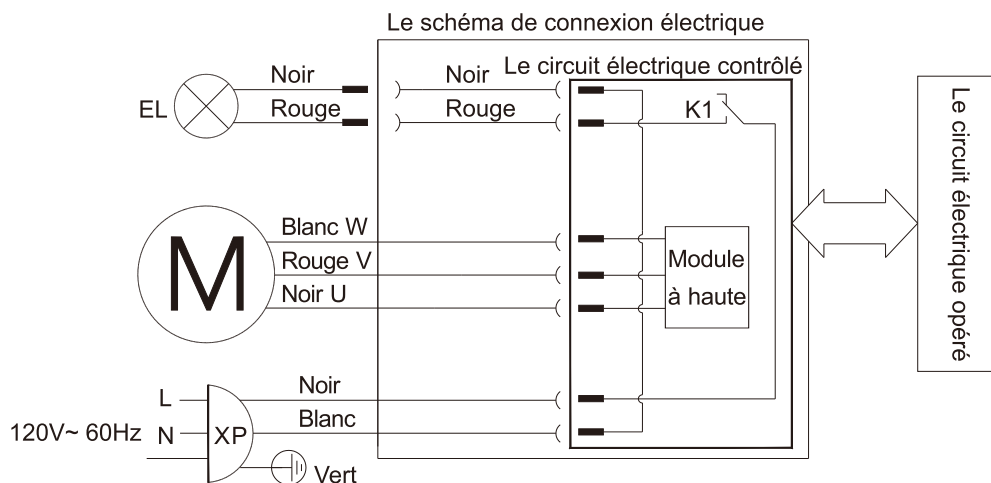 Le schéma de connexion électrique
Le circuit électrique contrôlé
Noir
Noir
EL
Rouge
Rouge
K1
Le circuit électrique opéré
M
Blanc W
Rouge V
Noir U
Module
à haute
L
Noir
120V~ 60Hz
N
XP
Blanc
Vert